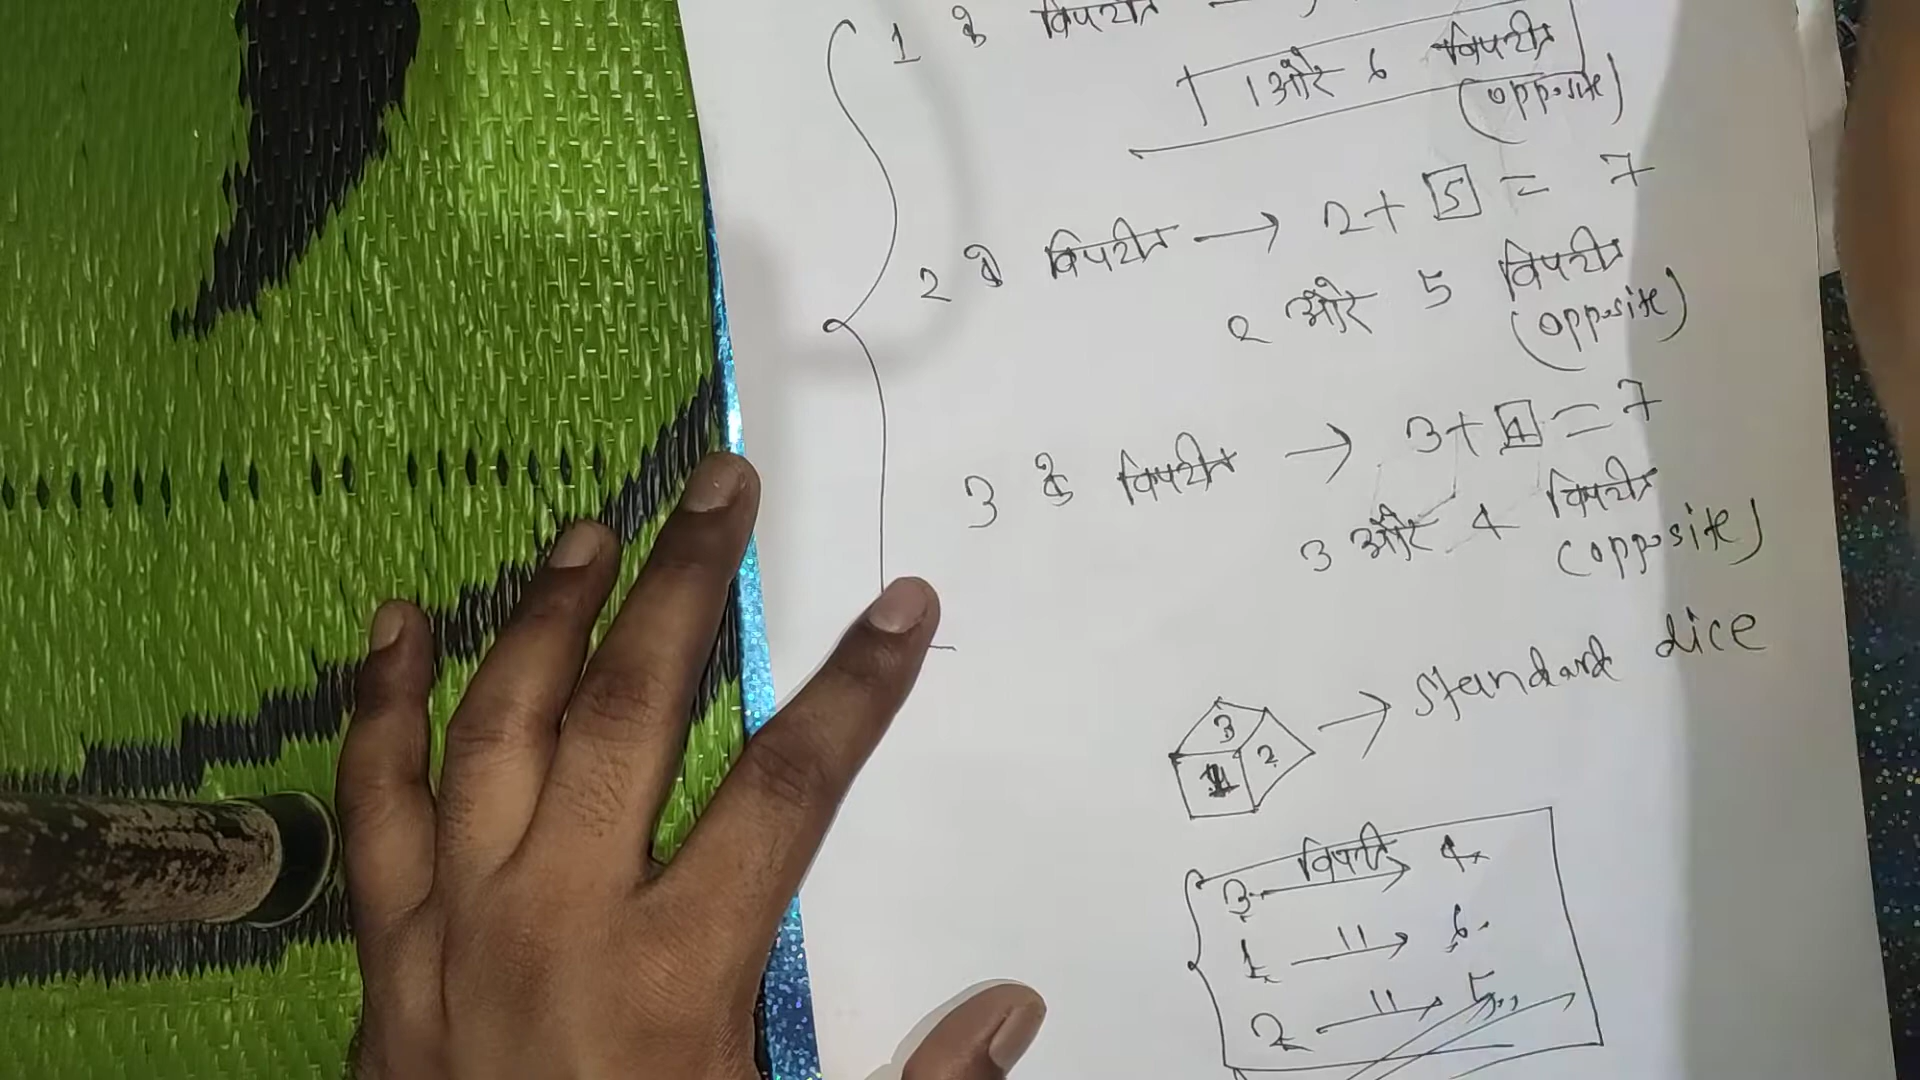 1 के विपरीत →
1 और 6 विपरीत
(opposite)
2 के विपरीत → 2 + 5 = 7
2 और 5 विपरीत
(opposite)
3 के विपरीत → 3 + 4 = 7
3 और 4 विपरीत
(opposite)
→ Standard dice
3
1 2
3 विपरीत → 4
1 11 → 6
2 11 → 5